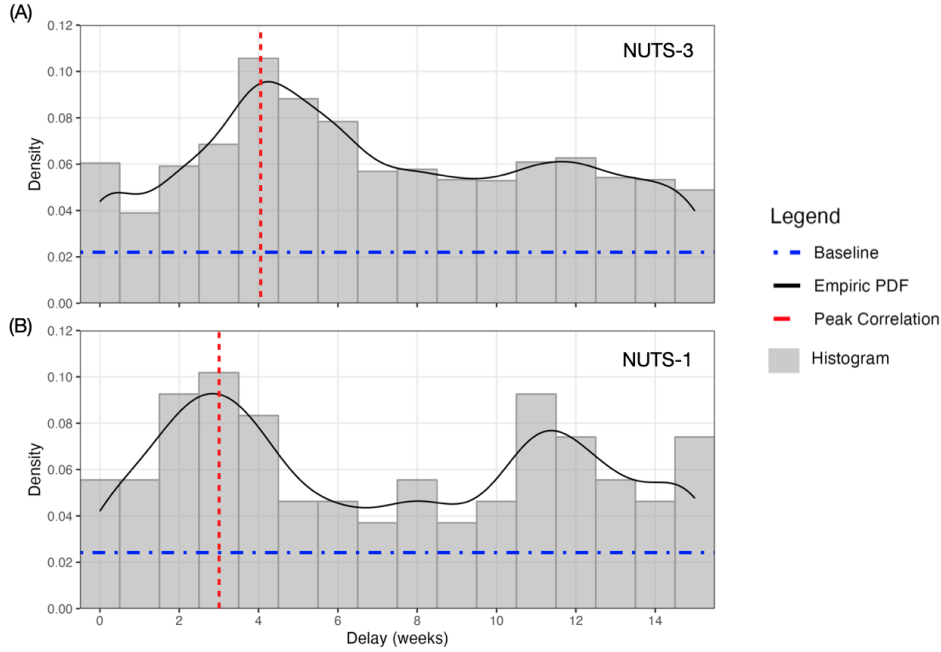 (A)
NUTS-3
0.12
0.10
0.08
0.06
0.04
0.02
0.00
Density
(B)
NUTS-1
0.12
0.10
0.08
0.06
0.04
0.02
0.00
Density
0 2 4 6 8 10 12 14
Delay (weeks)
Legend
Baseline
Empiric PDF
Peak Correlation
Histogram